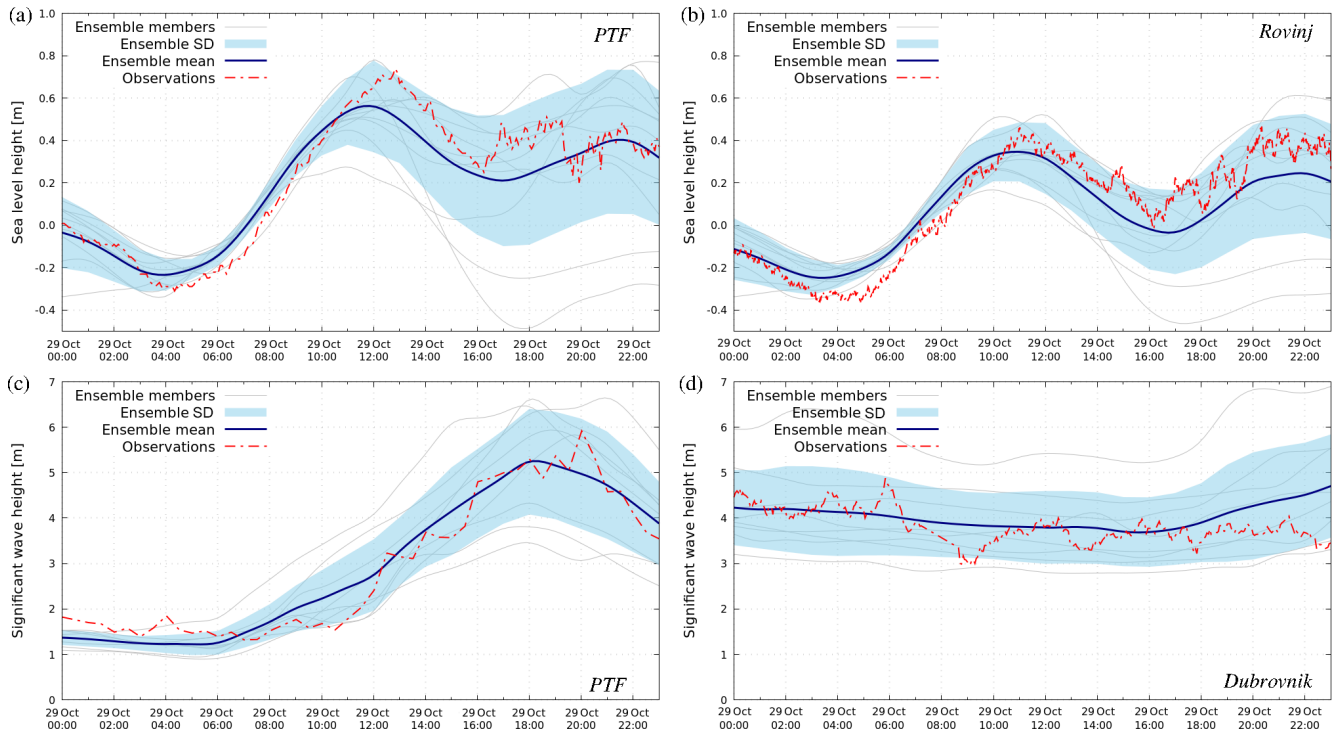 (a)
Ensemble members
Ensemble SD
Ensemble mean
Observations
PTF
Sea level height [m]
1.0
0.8
0.6
0.4
0.2
0.0
-0.2
-0.4
29 Oct 29 Oct 29 Oct 29 Oct 29 Oct 29 Oct 29 Oct 29 Oct 29 Oct 29 Oct 29 Oct 29 Oct
00:00 02:00 04:00 06:00 08:00 10:00 12:00 14:00 16:00 18:00 20:00 22:00
(b)
Ensemble members
Ensemble SD
Ensemble mean
Observations
Rovinj
Sea level height [m]
1.0
0.8
0.6
0.4
0.2
0.0
-0.2
-0.4
29 Oct 29 Oct 29 Oct 29 Oct 29 Oct 29 Oct 29 Oct 29 Oct 29 Oct 29 Oct 29 Oct 29 Oct
00:00 02:00 04:00 06:00 08:00 10:00 12:00 14:00 16:00 18:00 20:00 22:00
(c)
Ensemble members
Ensemble SD
Ensemble mean
Observations
Significant wave height [m]
7
6
5
4
3
2
1
0
PTF
29 Oct 29 Oct 29 Oct 29 Oct 29 Oct 29 Oct 29 Oct 29 Oct 29 Oct 29 Oct 29 Oct 29 Oct
00:00 02:00 04:00 06:00 08:00 10:00 12:00 14:00 16:00 18:00 20:00 22:00
(d)
Ensemble members
Ensemble SD
Ensemble mean
Observations
Significant wave height [m]
7
6
5
4
3
2
1
0
Dubrovnik
29 Oct 29 Oct 29 Oct 29 Oct 29 Oct 29 Oct 29 Oct 29 Oct 29 Oct 29 Oct 29 Oct 29 Oct
00:00 02:00 04:00 06:00 08:00 10:00 12:00 14:00 16:00 18:00 20:00 22:00